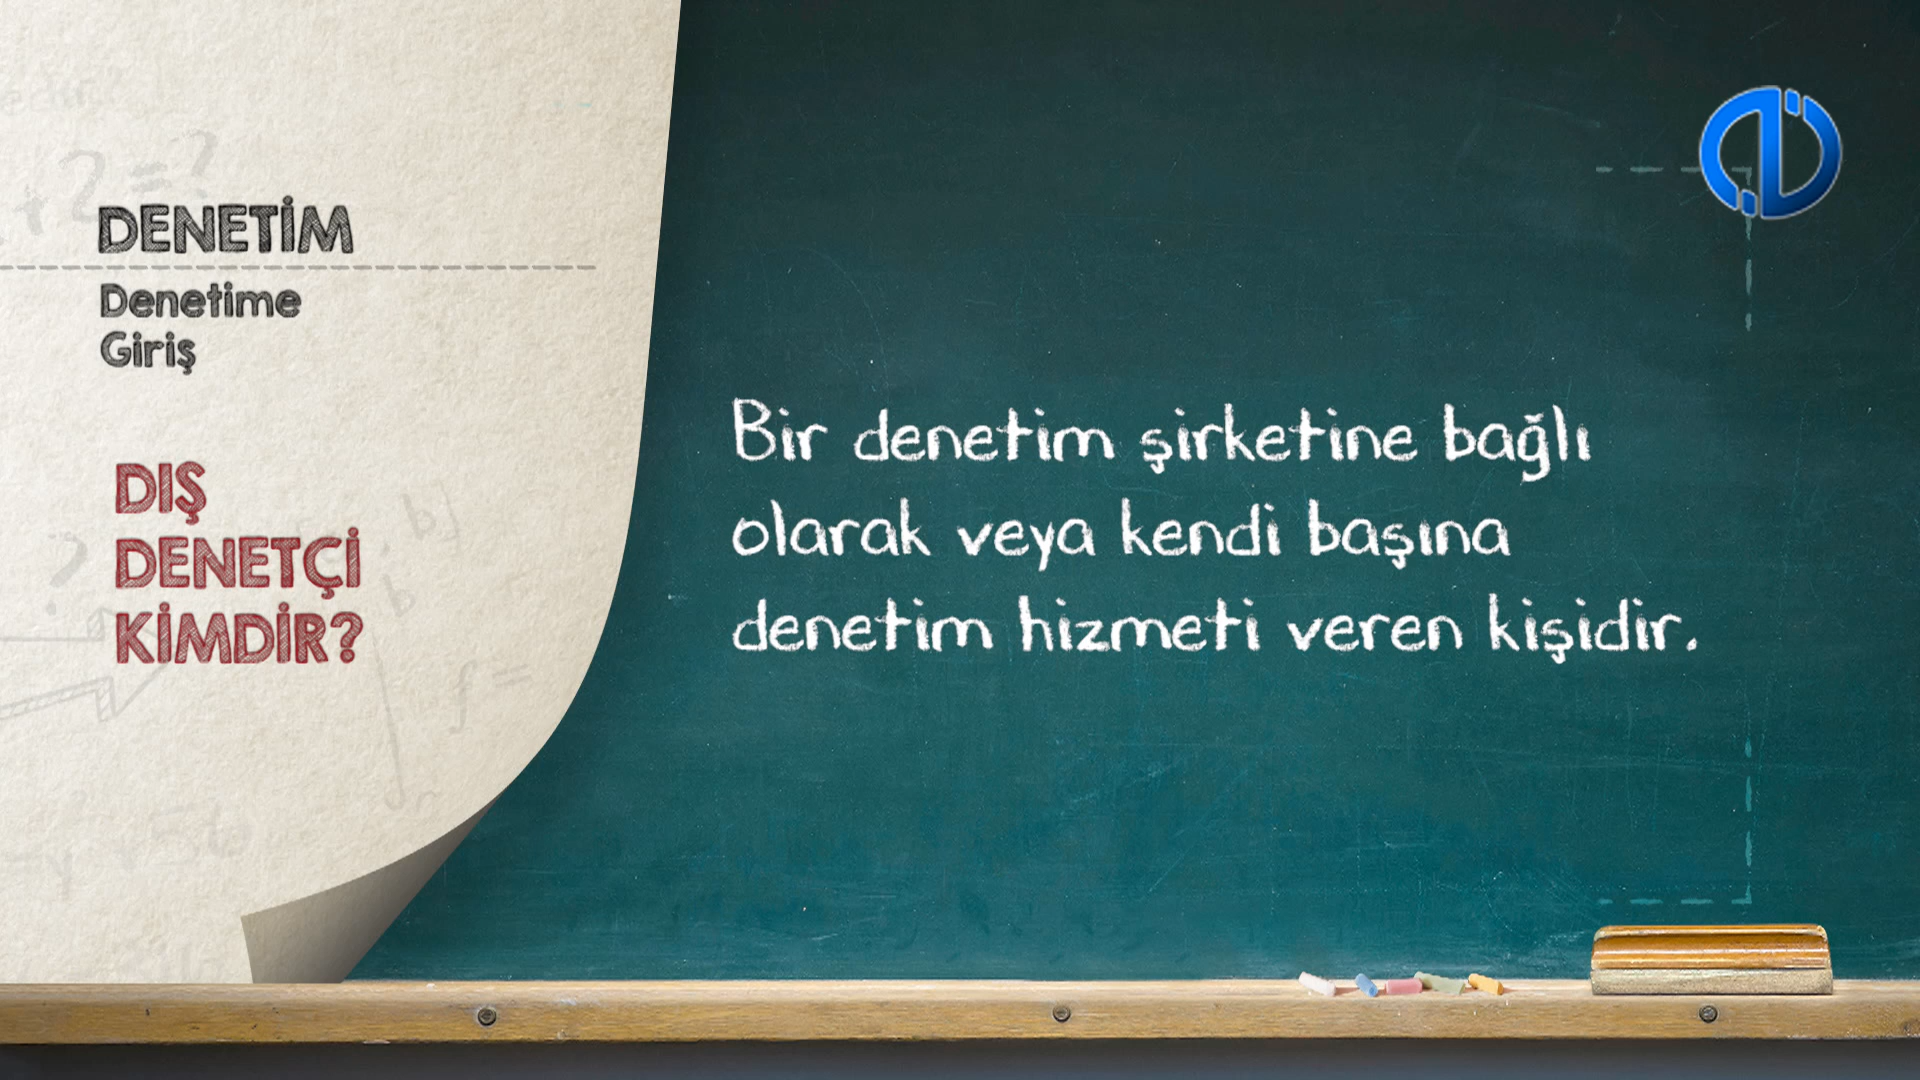 DENETİM
Denetime
Giriş
DIŞ
DENETÇİ
KİMDİR?
Bir denetim şirketine bağlı
olarak veya kendi başına
denetim hizmeti veren kişidir.